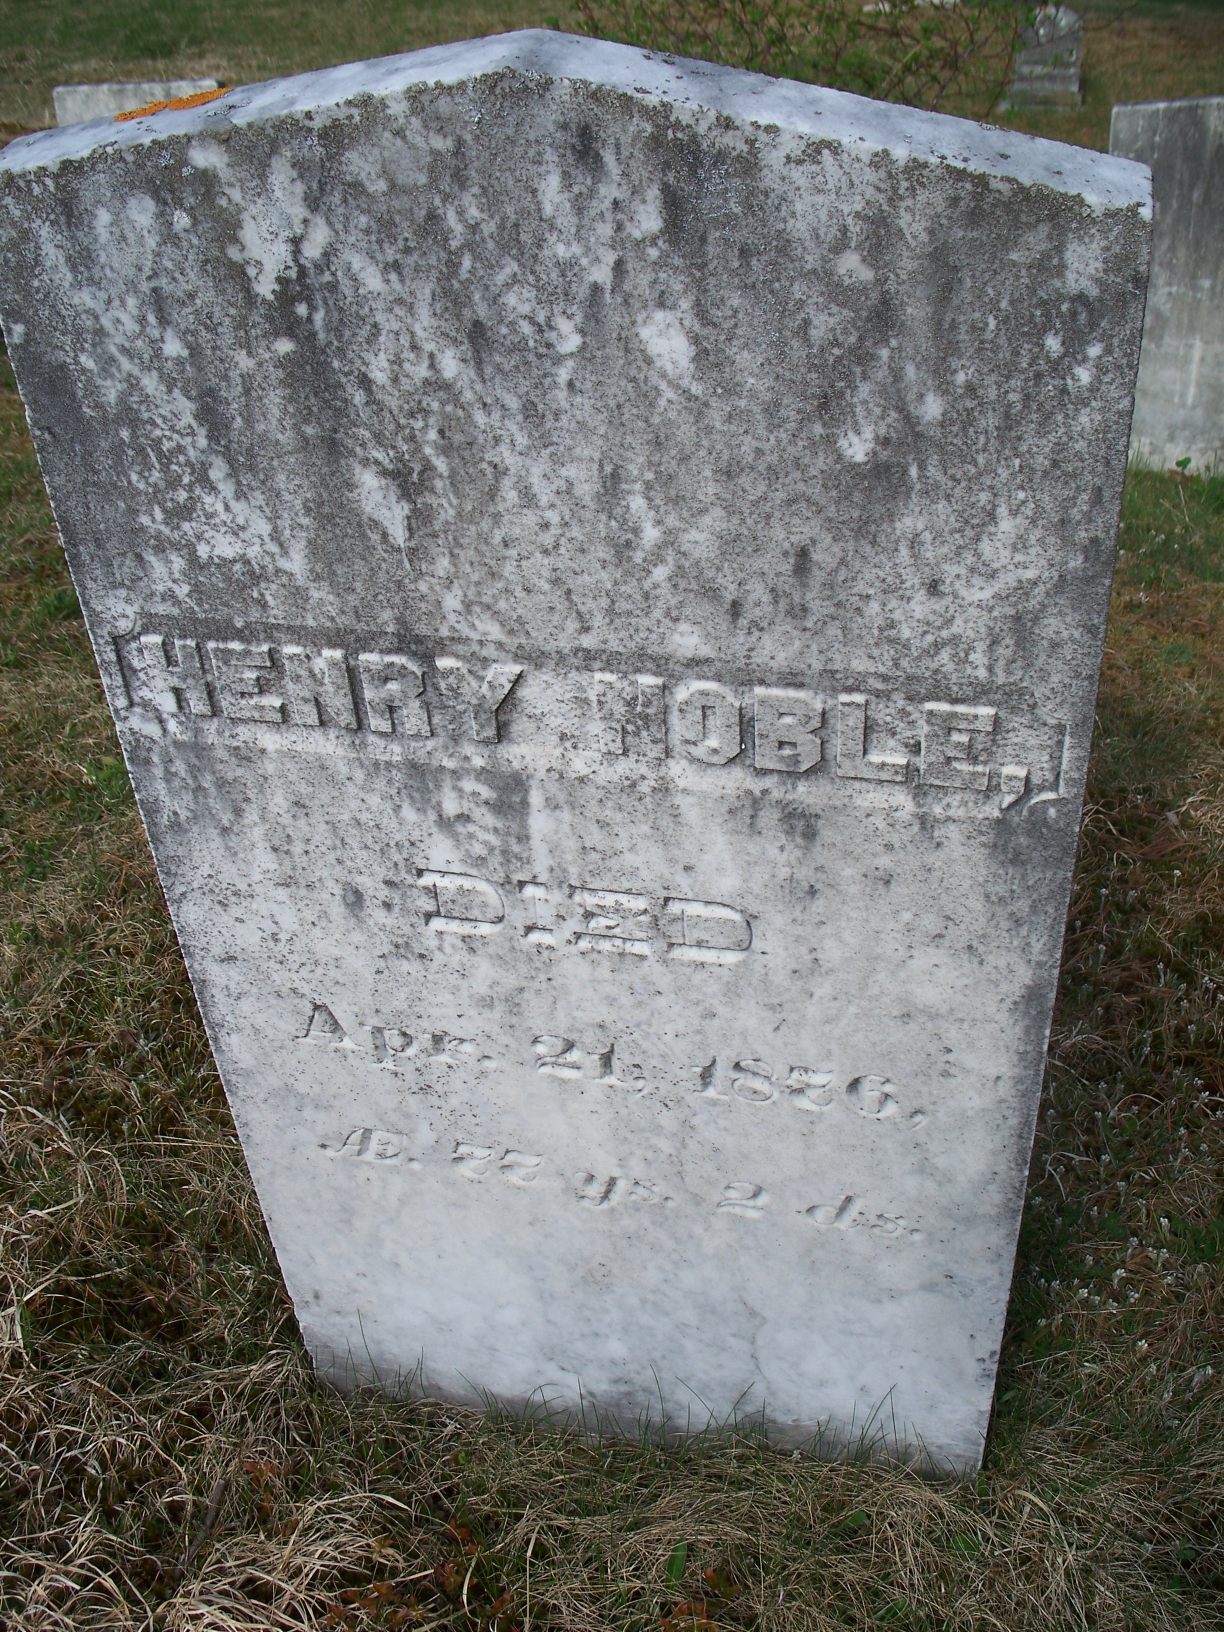 HENRY NOBLE,
DIED
Apr. 21, 1876,
Æ. 77 ys. 2 ds.